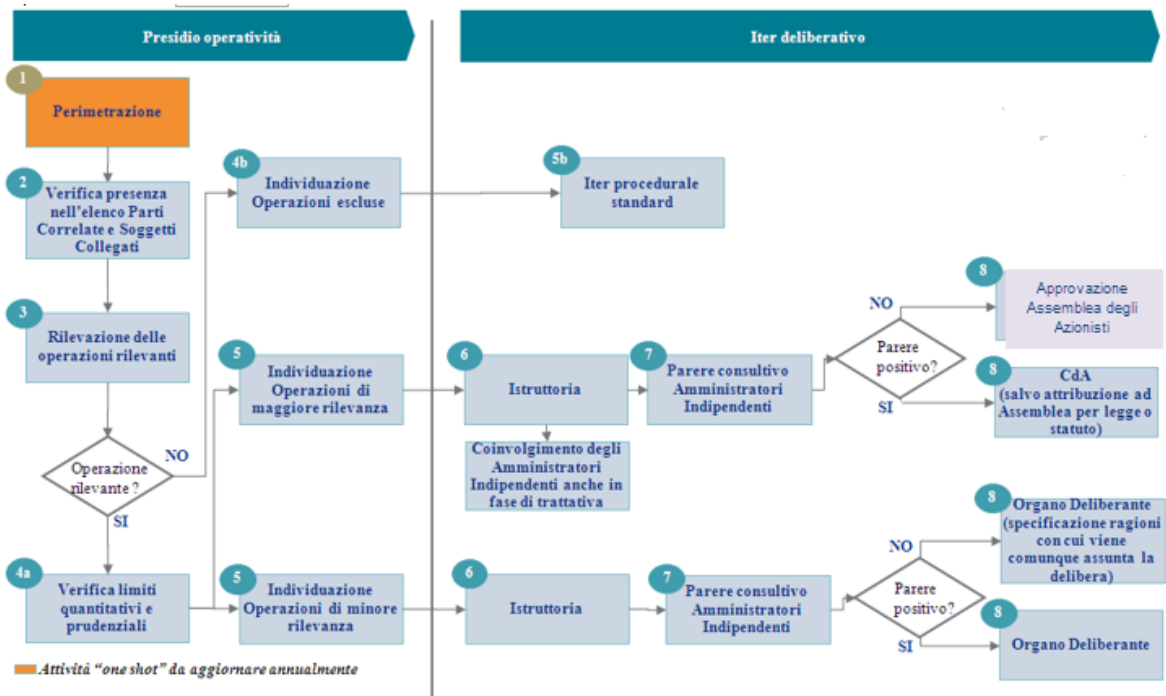 Presidio operatività
Iter deliberativo
1
Perimetrazione
2
Verifica presenza
nell'elenco Parti
Correlate e Soggetti
Collegati
3
Rilevazione delle
operazioni rilevanti
Operazione
rilevante ?
NO
SI
4a
Verifica limiti
quantitativi e
prudenziali
4b
Individuazione
Operazioni escluse
5b
Iter procedurale
standard
5
Individuazione
Operazioni di
maggiore rilevanza
6
Istruttoria
Coinvolgimento degli
Amministratori
Indipendenti anche in
fase di trattativa
7
Parere consultivo
Amministratori
Indipendenti
Parere
positivo?
NO
8
Approvazione
Assemblea degli
Azionisti
SI
8
CdA
(salvo attribuzione ad
Assemblea per legge o
statuto)
5
Individuazione
Operazioni di minore
rilevanza
6
Istruttoria
7
Parere consultivo
Amministratori
Indipendenti
Parere
positivo?
NO
8
Organo Deliberante
(specificazione ragioni
con cui viene
comunque assunta la
delibera)
SI
8
Organo Deliberante
Attività "one shot" da aggiornare annualmente